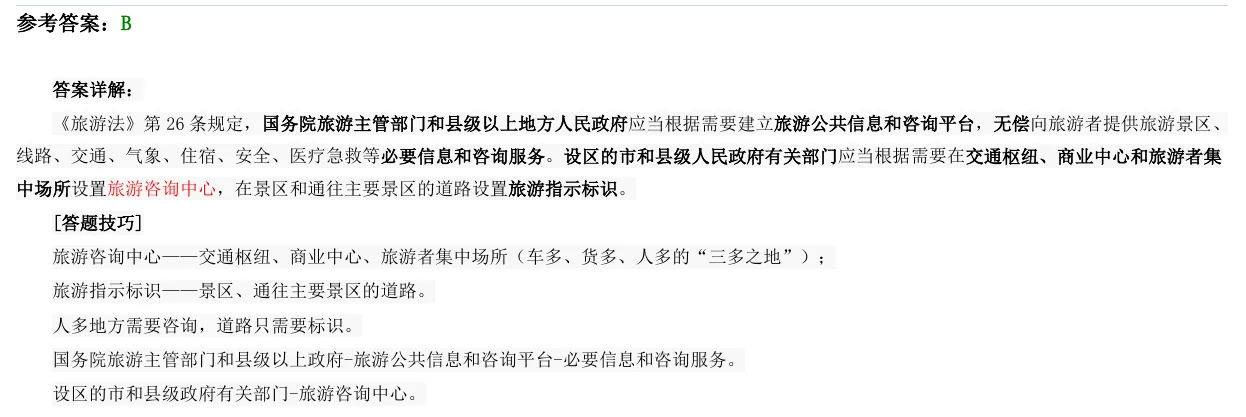 参考答案：B
答案详解：
《旅游法》第 26 条规定，国务院旅游主管部门和县级以上地方人民政府应当根据需要建立旅游公共信息和咨询平台，无偿向旅游者提供旅游景区、
线路、交通、气象、住宿、安全、医疗急救等必要信息和咨询服务。设区的市和县级人民政府有关部门应当根据需要在交通枢纽、商业中心和旅游者集
中场所设置旅游咨询中心，在景区和通往主要景区的道路设置旅游指示标识。
[答题技巧]
旅游咨询中心——交通枢纽、商业中心、旅游者集中场所（车多、货多、人多的“三多之地”）；
旅游指示标识——景区、通往主要景区的道路。
人多地方需要咨询，道路只需要标识。
国务院旅游主管部门和县级以上政府-旅游公共信息和咨询平台-必要信息和咨询服务。
设区的市和县级政府有关部门-旅游咨询中心。